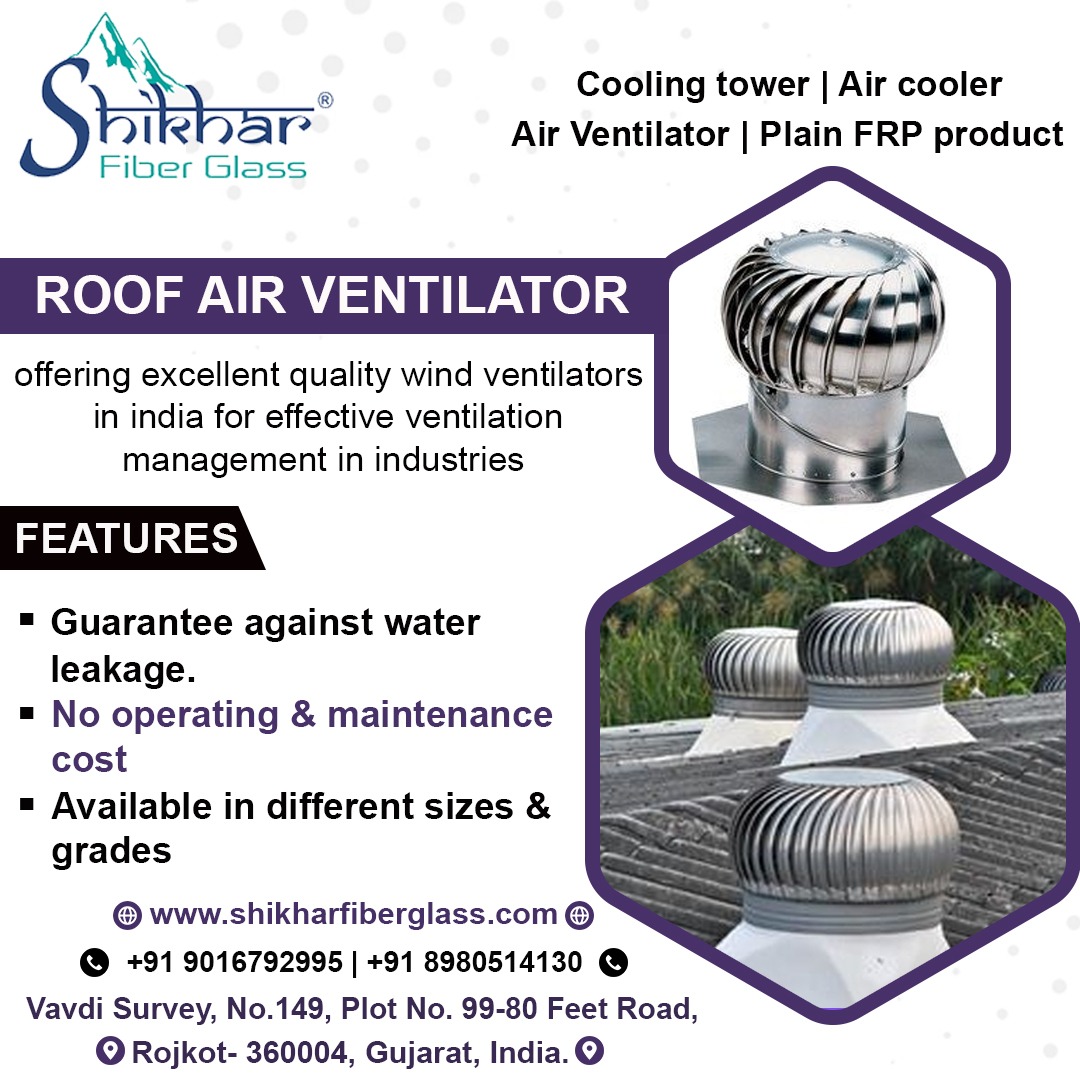 Shikhar®
Fiber Glass
Cooling tower | Air cooler
Air Ventilator | Plain FRP product
ROOF AIR VENTILATOR
offering excellent quality wind ventilators
in india for effective ventilation
management in industries
FEATURES
▪ Guarantee against water
leakage.
▪ No operating & maintenance
cost
▪ Available in different sizes &
grades
www.shikharfiberglass.com
+91 9016792995 | +91 8980514130
Vavdi Survey, No.149, Plot No. 99-80 Feet Road,
Rojkot- 360004, Gujarat, India.